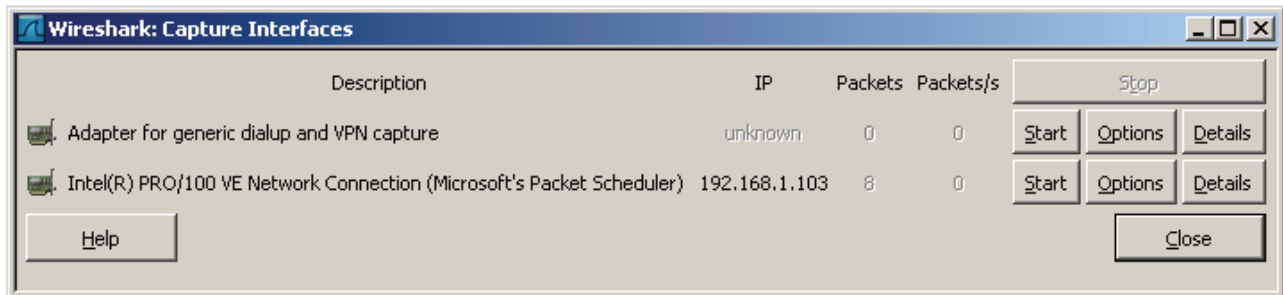 Wireshark: Capture Interfaces
Description IP Packets Packets/s Stop
Adapter for generic dialup and VPN capture unknown 0 0 Start Options Details
Intel(R) PRO/100 VE Network Connection (Microsoft's Packet Scheduler) 192.168.1.103 8 0 Start Options Details
Help Close